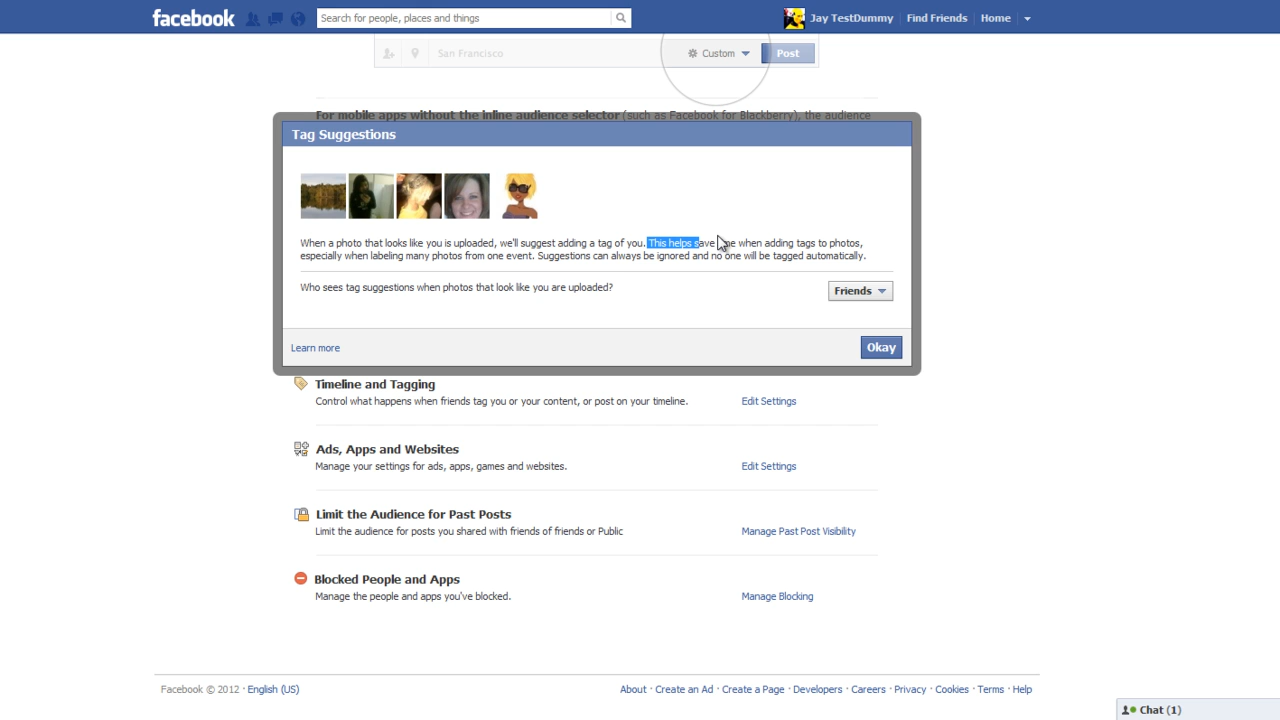 facebook
Search for people, places and things
Jay TestDummy
Find Friends
Home
San Francisco
Custom
Post
For mobile apps without the inline audience selector (such as Facebook for Blackberry), the audience
Tag Suggestions
When a photo that looks like you is uploaded, we'll suggest adding a tag of you. This helps save time when adding tags to photos,
especially when labeling many photos from one event. Suggestions can always be ignored and no one will be tagged automatically.
Who sees tag suggestions when photos that look like you are uploaded?
Friends
Learn more
Okay
Timeline and Tagging
Control what happens when friends tag you or your content, or post on your timeline.
Edit Settings
Ads, Apps and Websites
Manage your settings for ads, apps, games and websites.
Edit Settings
Limit the Audience for Past Posts
Limit the audience for posts you shared with friends of friends or Public
Manage Past Post Visibility
Blocked People and Apps
Manage the people and apps you've blocked.
Manage Blocking
Facebook © 2012 · English (US)
About · Create an Ad · Create a Page · Developers · Careers · Privacy · Cookies · Terms · Help
Chat (1)